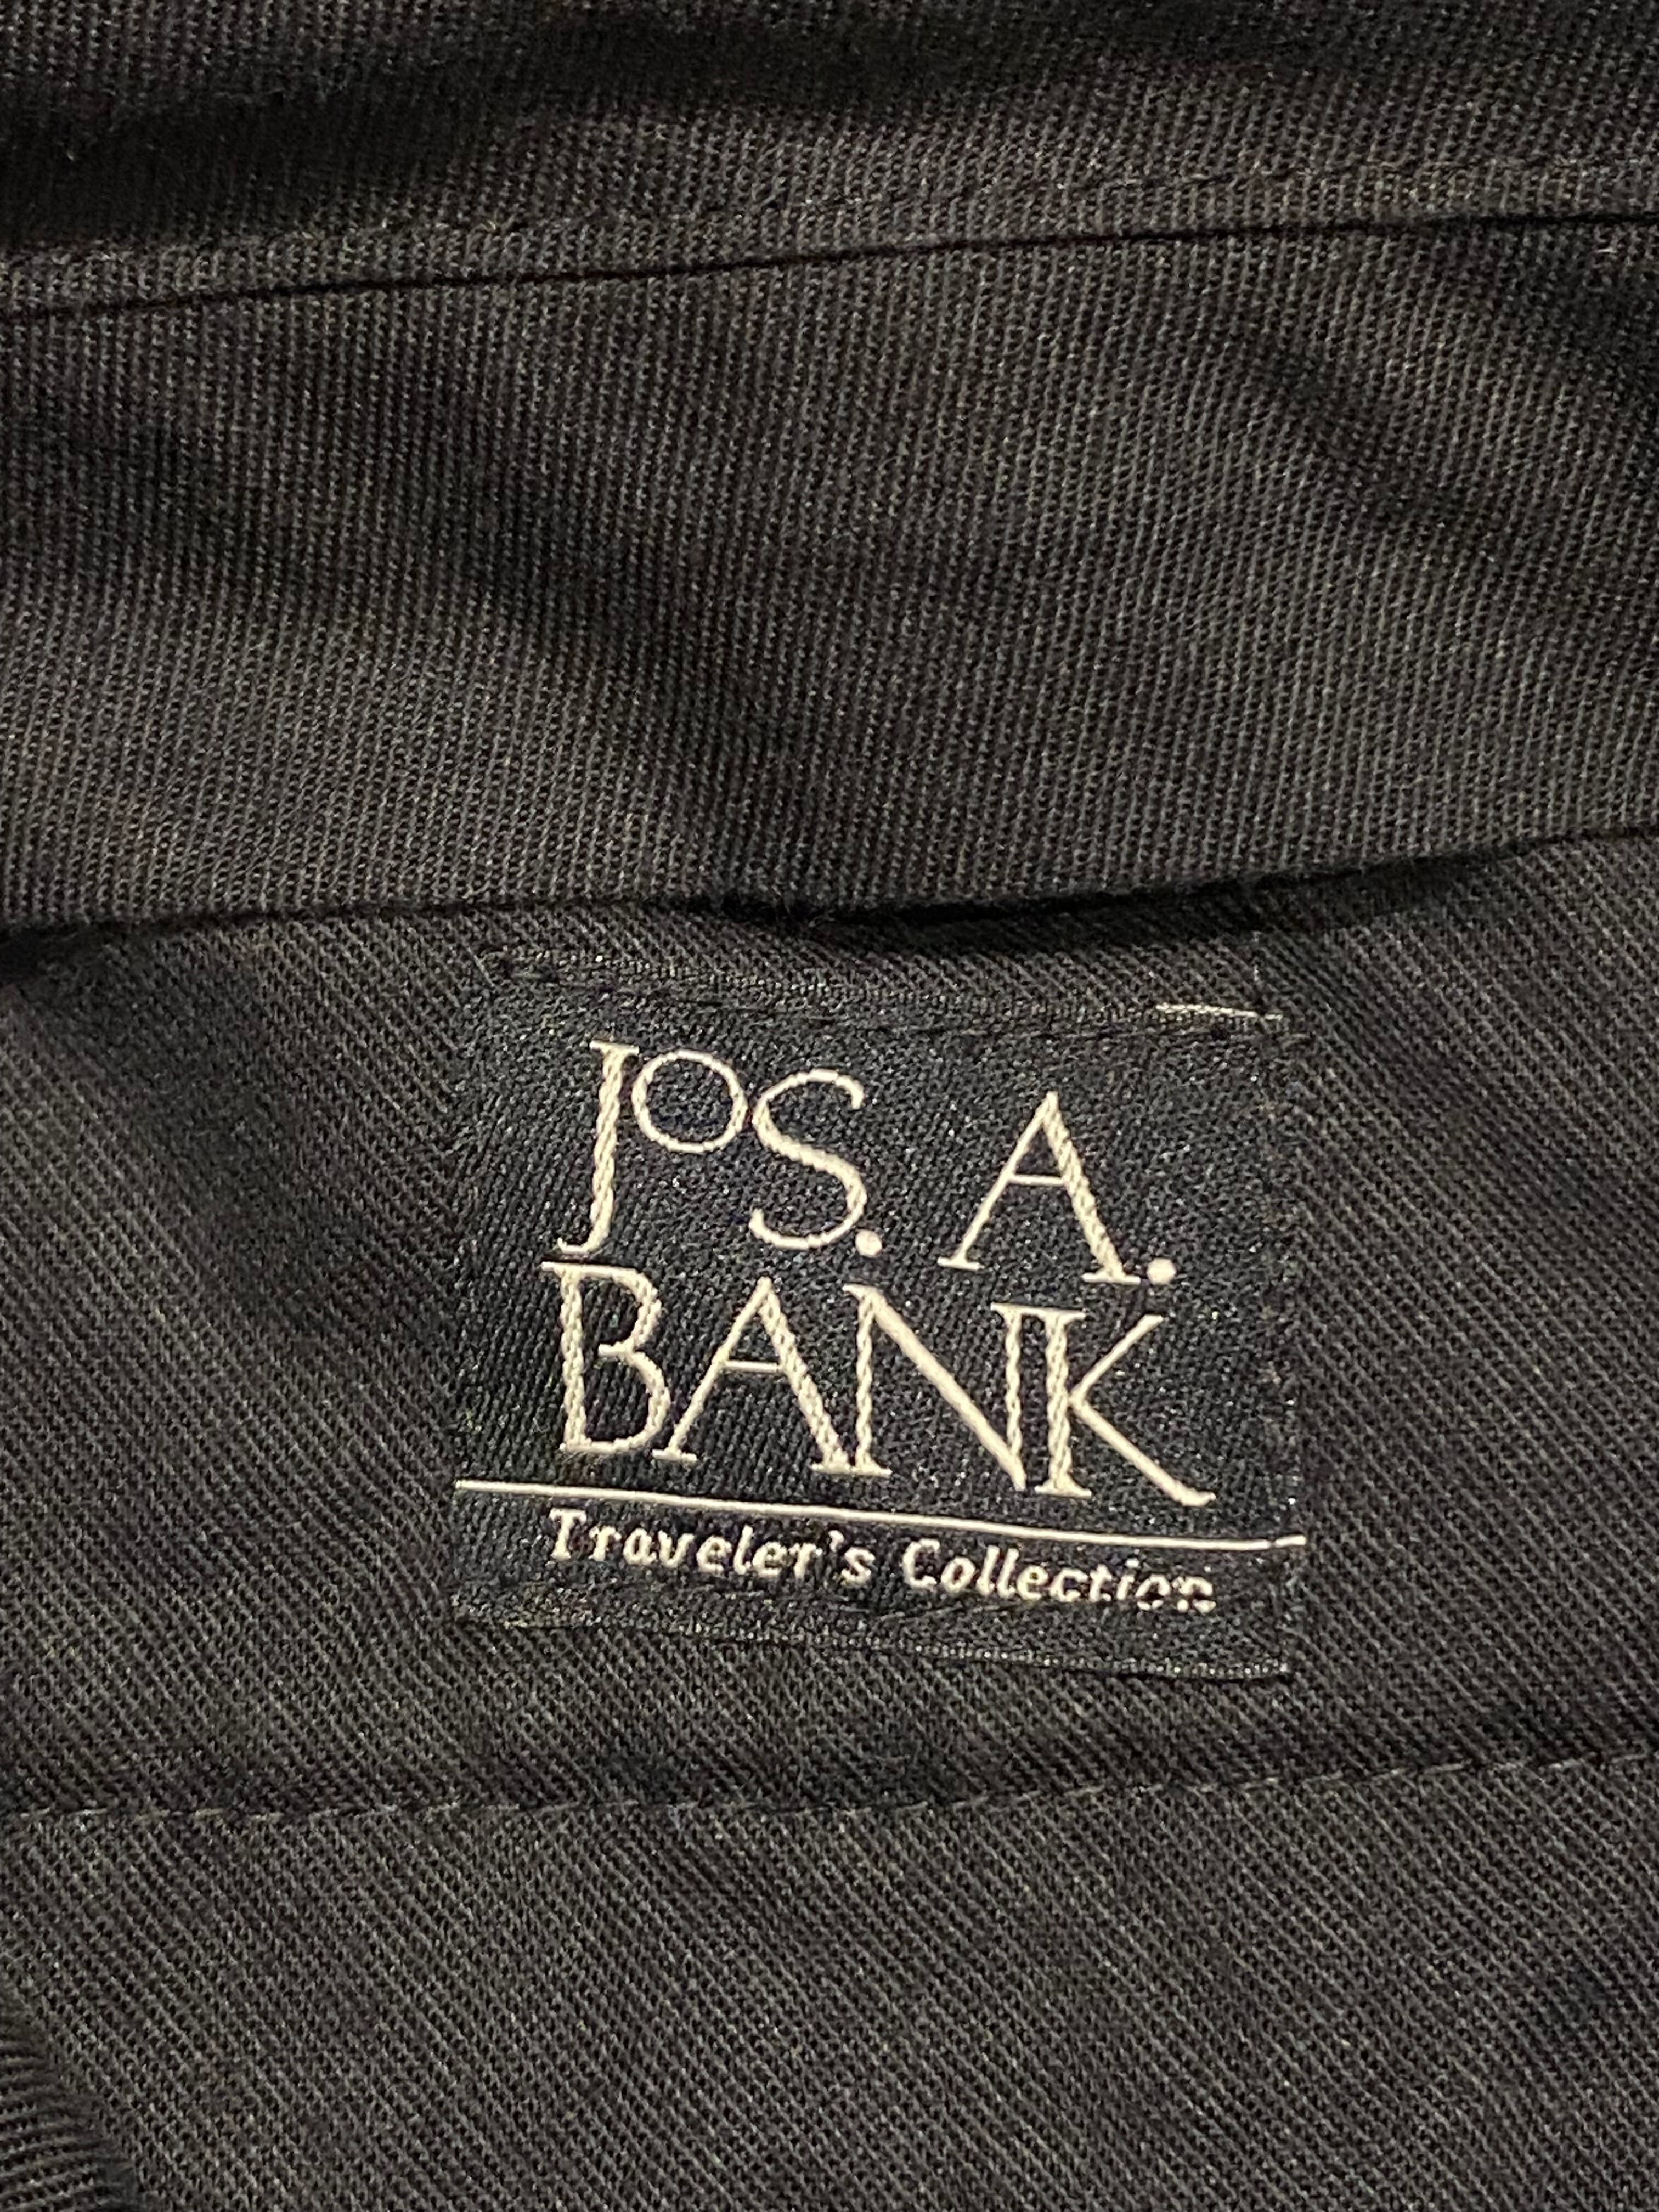 JOS. A.
BANK
Traveler's Collection